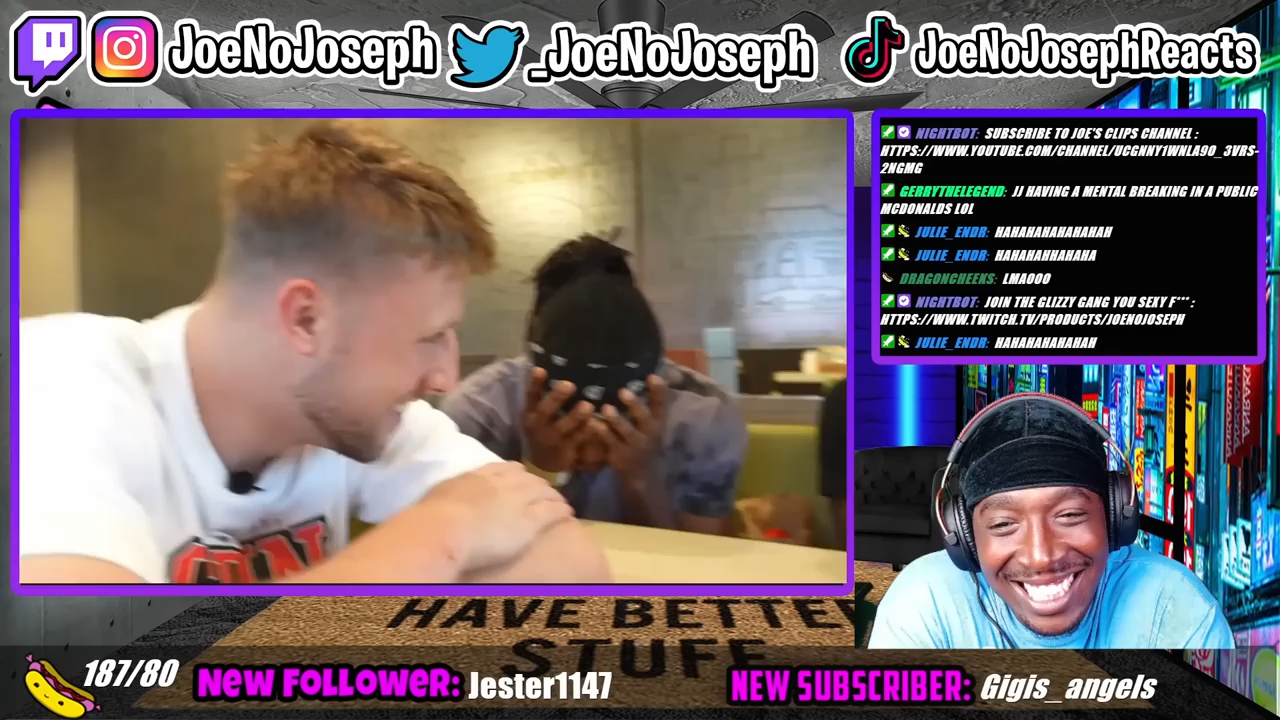 JoeNoJoseph _JoeNoJoseph JoeNoJosephReacts
NIGHTBOT: SUBSCRIBE TO JOE'S CLIPS CHANNEL :
HTTPS://WWW.YOUTUBE.COM/CHANNEL/UCGNNY1WNLA9O_3VRS-
2NGMG
GERRYTHELEGEND: JJ HAVING A MENTAL BREAKING IN A PUBLIC
MCDONALDS LOL
JULIE_ENDR: HAHAHAHAHAHAHAH
JULIE_ENDR: HAHAHAHHAHAHA
DRAGONCHEEKS: LMAOOO
NIGHTBOT: JOIN THE GLIZZY GANG YOU SEXY F*** :
HTTPS://WWW.TWITCH.TV/PRODUCTS/JOENOJOSEPH
JULIE_ENDR: HAHAHAHAHAHAH
HAVE BETTER
STUFF
187/80 New Follower: Jester1147 NEW SUBSCRIBER: Gigis_angels